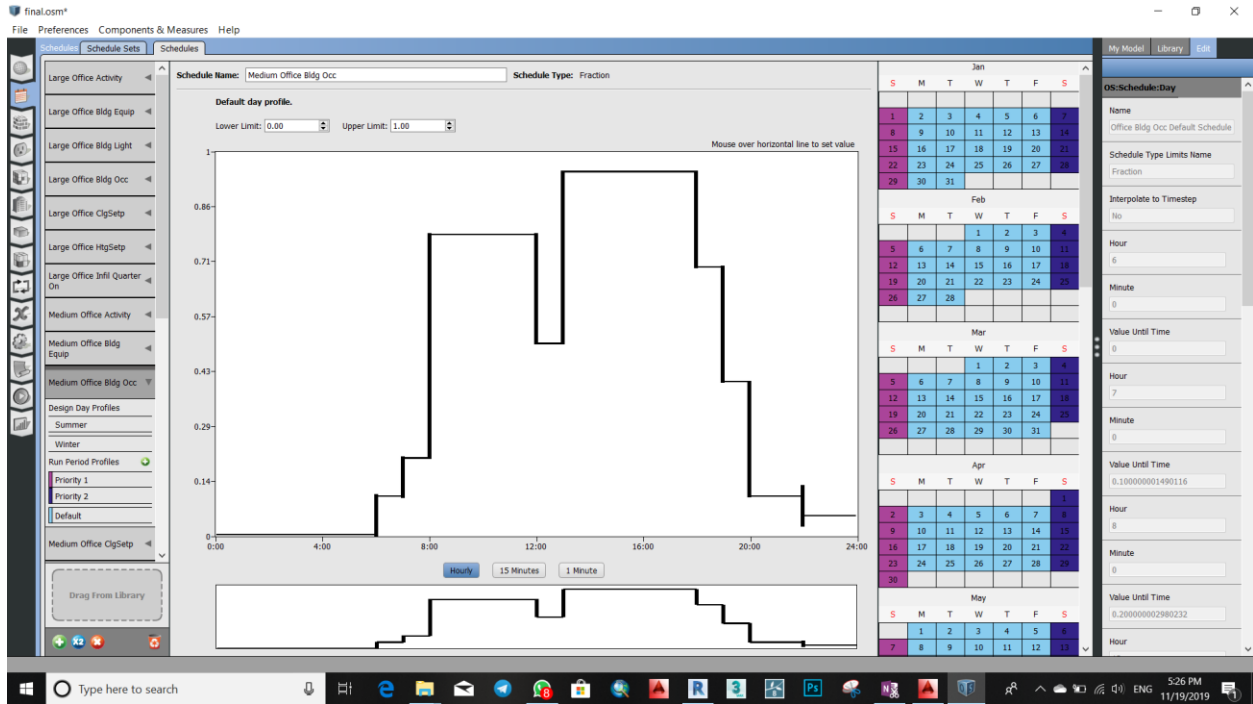 final.osm*
File Preferences Components & Measures Help
Schedules Schedule Sets Schedules
My Model Library Edit
Large Office Activity
Large Office Bldg Equip
Large Office Bldg Light
Large Office Bldg Occ
Large Office ClgSetp
Large Office HtgSetp
Large Office Infil Quarter
On
Medium Office Activity
Medium Office Bldg
Equip
Medium Office Bldg Occ
Design Day Profiles
Summer
Winter
Run Period Profiles
Priority 1
Priority 2
Default
Medium Office ClgSetp
Drag From Library
X2
Schedule Name: Medium Office Bldg Occ Schedule Type: Fraction
Default day profile.
Lower Limit: 0.00 Upper Limit: 1.00
Mouse over horizontal line to set value
1
0.86
0.71
0.57
0.43
0.29
0.14
0
0:00 4:00 8:00 12:00 16:00 20:00 24:00
Hourly 15 Minutes 1 Minute
Jan
S M T W T F S
1 2 3 4 5 6 7
8 9 10 11 12 13 14
15 16 17 18 19 20 21
22 23 24 25 26 27 28
29 30 31
Feb
S M T W T F S
1 2 3 4
5 6 7 8 9 10 11
12 13 14 15 16 17 18
19 20 21 22 23 24 25
26 27 28
Mar
S M T W T F S
1 2 3 4
5 6 7 8 9 10 11
12 13 14 15 16 17 18
19 20 21 22 23 24 25
26 27 28 29 30 31
Apr
S M T W T F S
1
2 3 4 5 6 7 8
9 10 11 12 13 14 15
16 17 18 19 20 21 22
23 24 25 26 27 28 29
30
May
S M T W T F S
1 2 3 4 5 6
7 8 9 10 11 12 13
OS:Schedule:Day
Name
Office Bldg Occ Default Schedule
Schedule Type Limits Name
Fraction
Interpolate to Timestep
No
Hour
6
Minute
0
Value Until Time
0
Hour
7
Minute
0
Value Until Time
0.100000001490116
Hour
8
Minute
0
Value Until Time
0.200000002980232
Hour
Type here to search
ENG
5:26 PM
11/19/2019